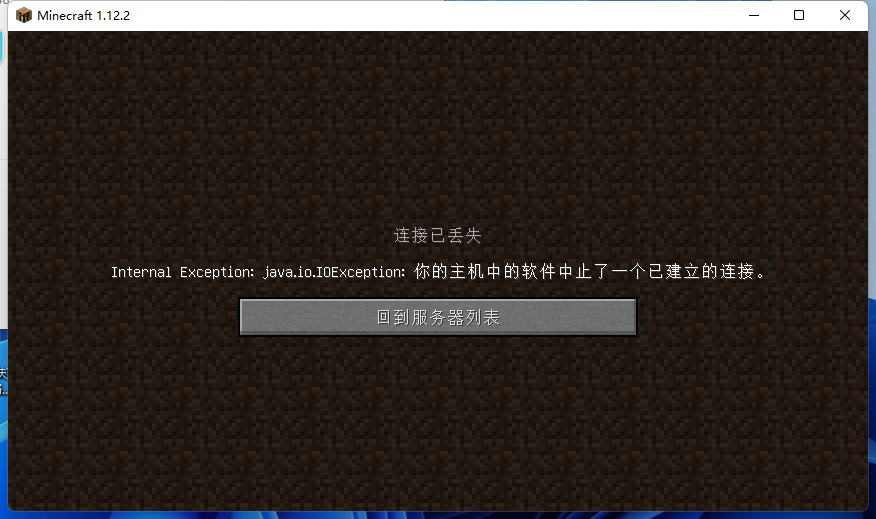 Minecraft 1.12.2
连接已丢失
Internal Exception: java.io.IOException: 你的主机中的软件中止了一个已建立的连接。
回到服务器列表